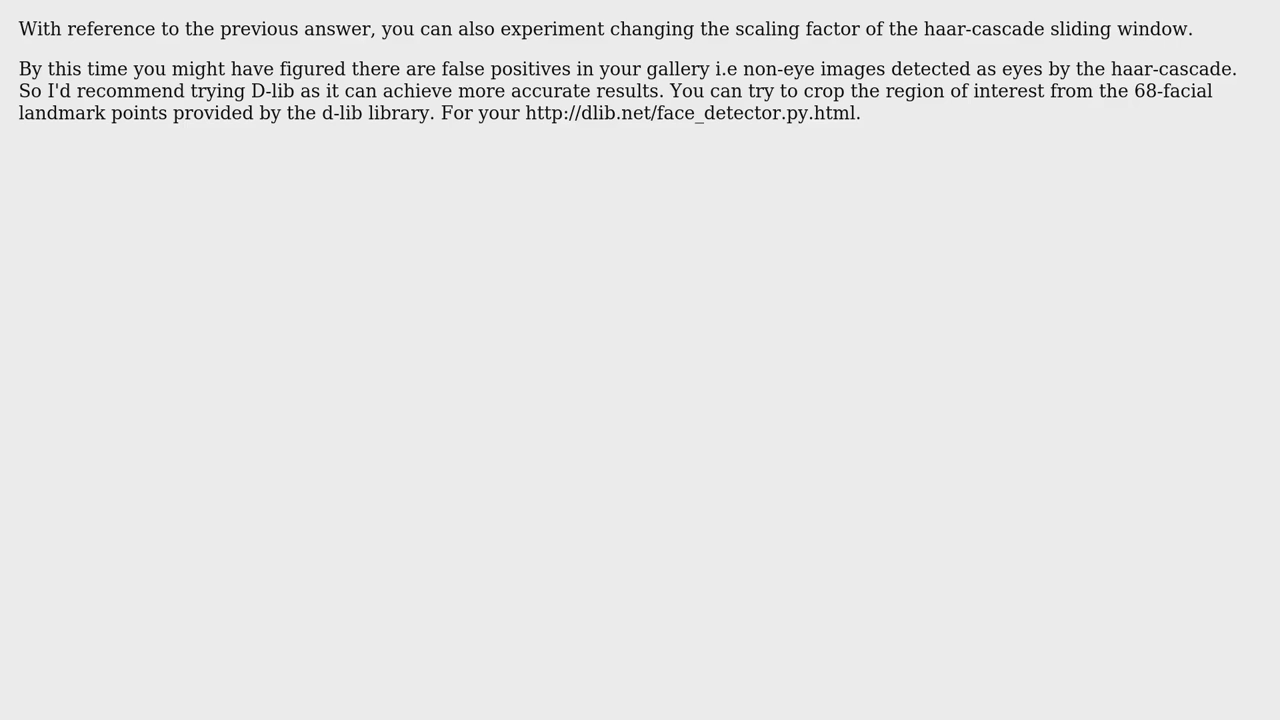 With reference to the previous answer, you can also experiment changing the scaling factor of the haar-cascade sliding window.
By this time you might have figured there are false positives in your gallery i.e non-eye images detected as eyes by the haar-cascade.
So I'd recommend trying D-lib as it can achieve more accurate results. You can try to crop the region of interest from the 68-facial
landmark points provided by the d-lib library. For your http://dlib.net/face_detector.py.html.